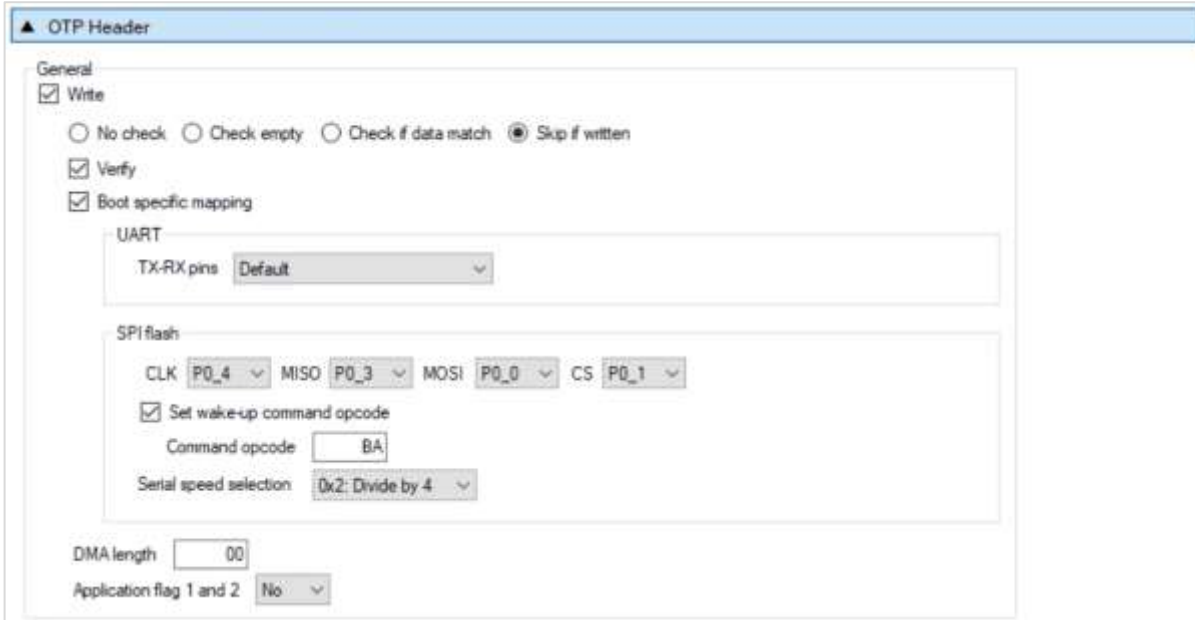 ▲ OTP Header
General
Write
No check Check empty Check if data match Skip if written
Verify
Boot specific mapping
UART
TX-RX pins Default
SPI flash
CLK P0_4 MISO P0_3 MOSI P0_0 CS P0_1
Set wake-up command opcode
Command opcode BA
Serial speed selection 0x2: Divide by 4
DMA length 00
Application flag 1 and 2 No